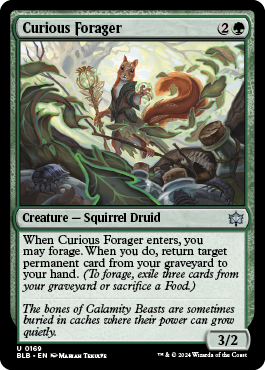 Curious Forager 2
Creature — Squirrel Druid
When Curious Forager enters, you
may forage. When you do, return target
permanent card from your graveyard to
your hand. (To forage, exile three cards from
your graveyard or sacrifice a Food.)
The bones of Calamity Beasts are sometimes
buried in caches where their power can grow
quietly.
3/2
U 0169
BLB • EN Marian Tekulve
™ & © 2024 Wizards of the Coast